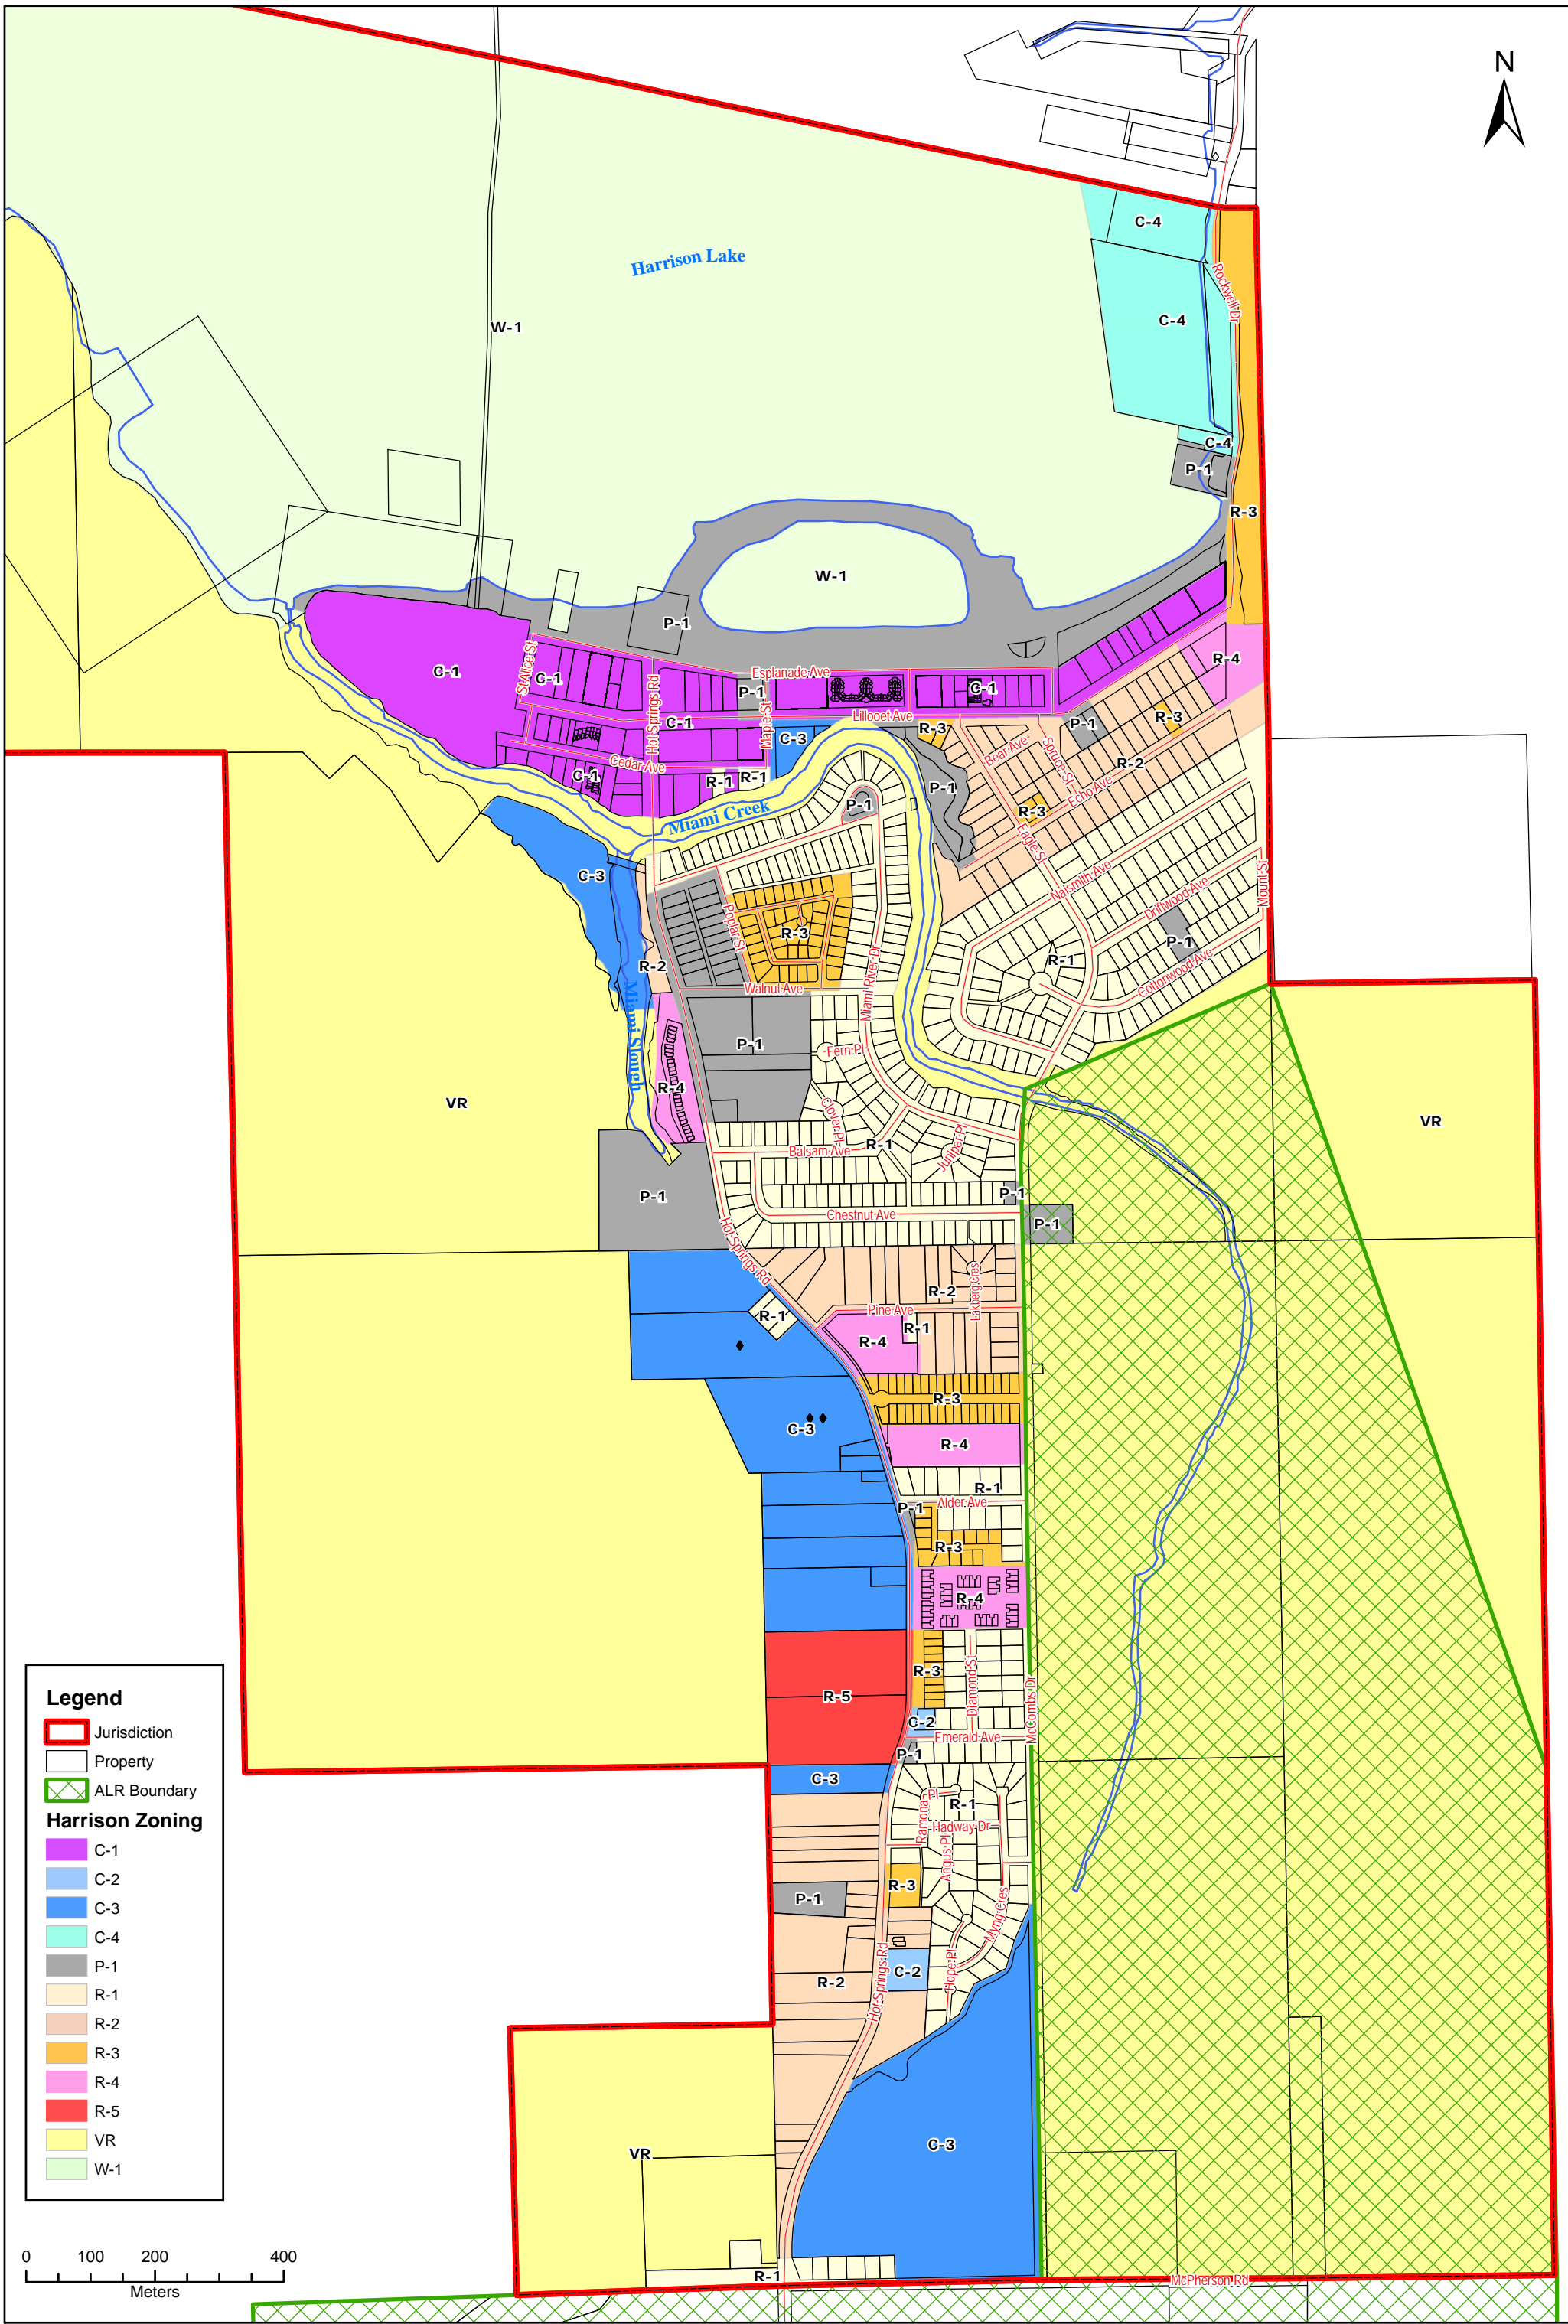 N
C-4
Harrison Lake
Rockwell Dr
C-4
W-1
C-4
P-1
R-3
W-1
P-1
St Alice St
C-1
C-1
Hot Springs Rd
Esplanade Ave
P-1
C-1
R-4
Maple St
C-1
Lillooet Ave
P-1
R-3
R-3
C-3
Bear Ave
Spruce St
R-2
Cedar Ave
C-1
R-1
R-1
P-1
Echo Ave
P-1
R-3
Miami Creek
Eagle St
C-3
Naismith Ave
Mount St
Driftwood Ave
Poplar St
R-3
P-1
R-2
Miami River Dr
R-1
Cottonwood Ave
Walnut Ave
Miami Slough
P-1
Fern Pl
R-4
VR
Clover Pl
VR
R-1
Juniper Pl
Balsam Ave
P-1
P-1
Chestnut Ave
P-1
Hot Springs Rd
R-2
Lakberg Cres
Pine Ave
R-1
R-1
R-4
R-3
C-3
R-4
R-1
Alder Ave
P-1
R-3
R-4
R-3
Diamond St
R-5
McCombs Dr
C-2
Emerald Ave
P-1
C-3
Ramona Pl
R-1
Hadway Dr
Angus Pl
R-3
P-1
Myng Cres
Hot Springs Rd
C-2
Hope Pl
R-2
C-3
VR
R-1
McPherson Rd
Legend
Jurisdiction
Property
ALR Boundary
Harrison Zoning
C-1
C-2
C-3
C-4
P-1
R-1
R-2
R-3
R-4
R-5
VR
W-1
0 100 200 400
Meters